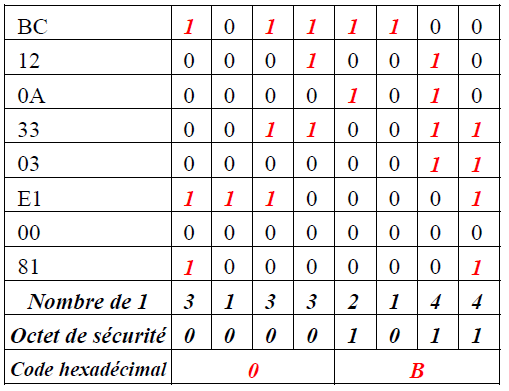 BC 1 0 1 1 1 1 0 0
12 0 0 0 1 0 0 1 0
0A 0 0 0 0 1 0 1 0
33 0 0 1 1 0 0 1 1
03 0 0 0 0 0 0 1 1
E1 1 1 1 0 0 0 0 1
00 0 0 0 0 0 0 0 0
81 1 0 0 0 0 0 0 1
Nombre de 1 3 1 3 3 2 1 4 4
Octet de sécurité 0 0 0 0 1 0 1 1
Code hexadécimal 0 B